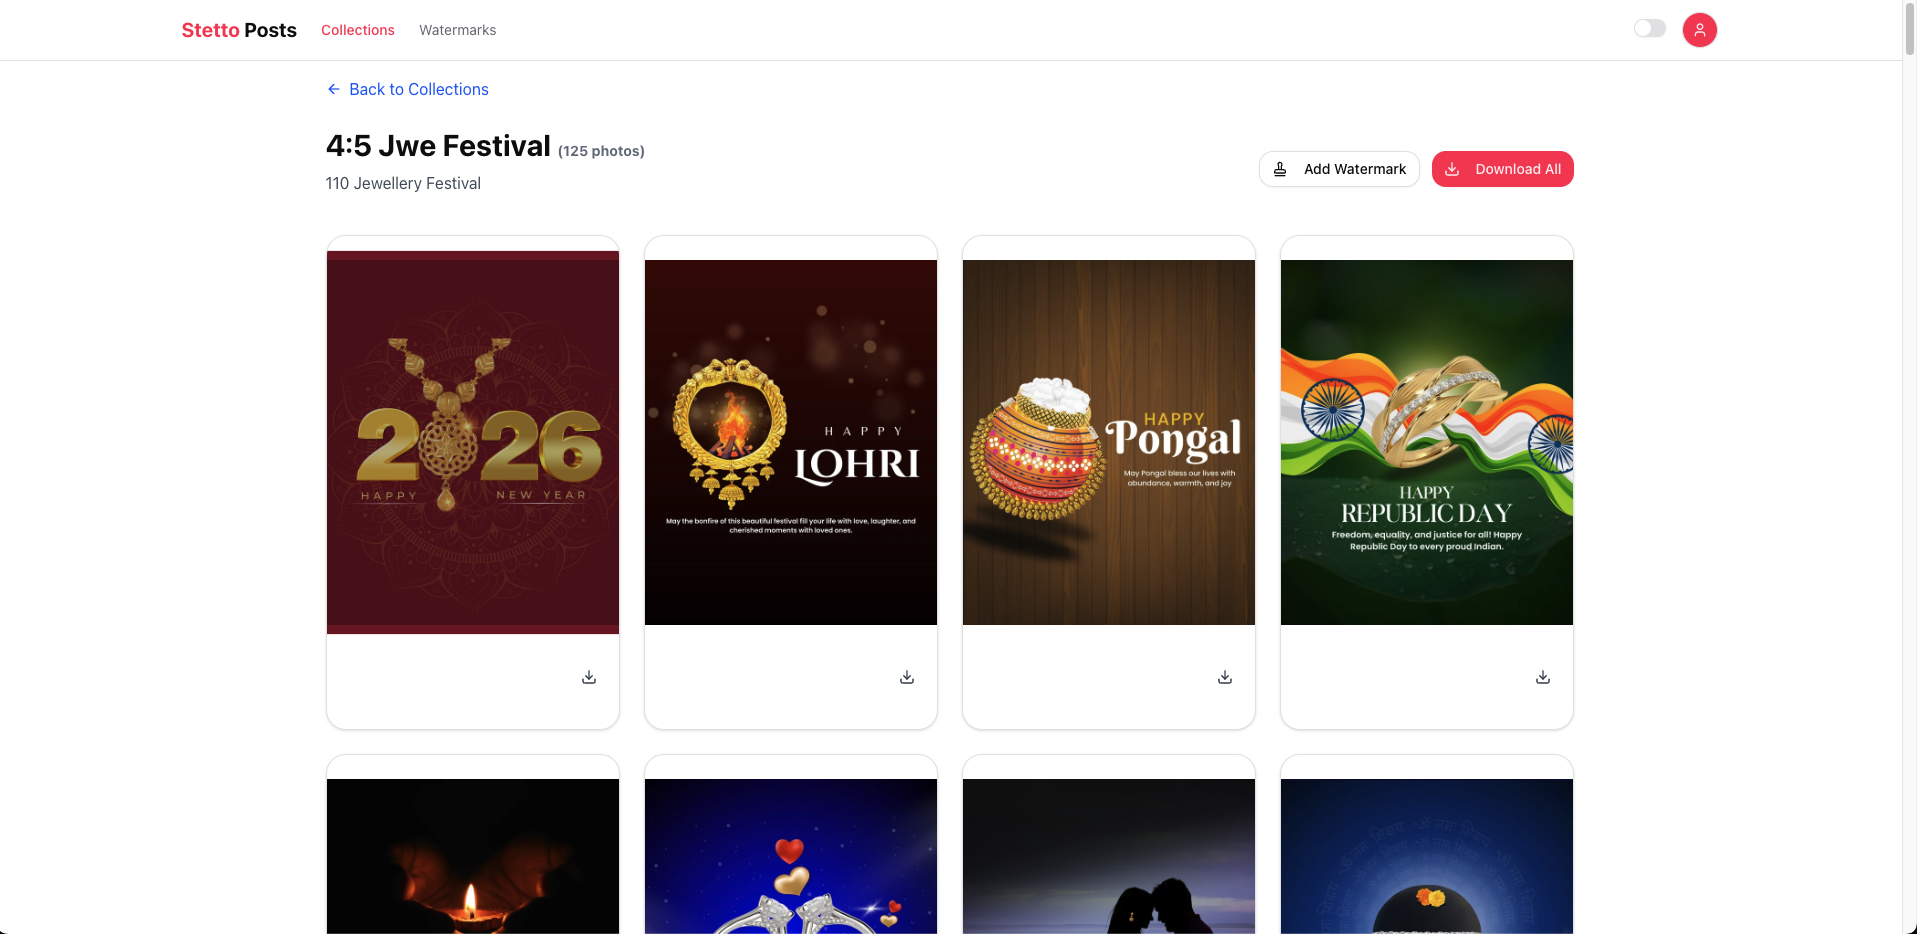 Stetto Posts
Collections
Watermarks
Back to Collections
4:5 Jwe Festival (125 photos)
110 Jewellery Festival
Add Watermark
Download All
2026
HAPPY NEW YEAR
HAPPY
LOHRI
May the bonfire of this beautiful festival fill your life with love, laughter, and
cherished moments with loved ones.
HAPPY
Pongal
May Pongal bless our lives with
abundance, warmth, and joy
HAPPY
REPUBLIC DAY
Freedom, equality, and justice for all! Happy
Republic Day to every proud Indian.